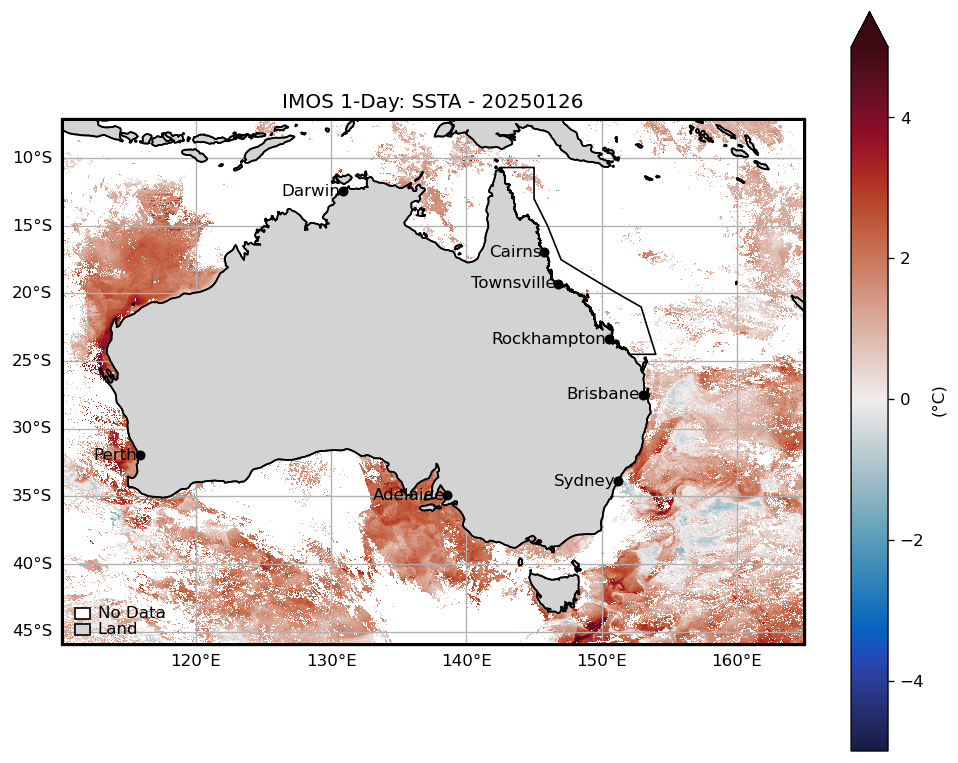 IMOS 1-Day: SSTA - 20250126
4
10°S
Darwin
15°S
Cairns
2
Townsville
20°S
Rockhampton
25°S
0
(°C)
Brisbane
30°S
Perth
Sydney
35°S
Adelaide
−2
40°S
No Data
Land
45°S
120°E 130°E 140°E 150°E 160°E
−4